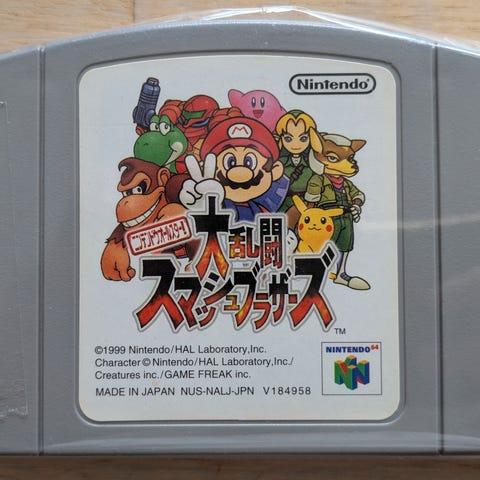 Nintendo
ニンテンドウオールスター!
大乱闘
スマッシュブラザーズ
TM
©1999 Nintendo/HAL Laboratory,Inc.
Character©Nintendo/HAL Laboratory,Inc./
Creatures inc./GAME FREAK inc.
MADE IN JAPAN NUS-NALJ-JPN V184958
NINTENDO 64